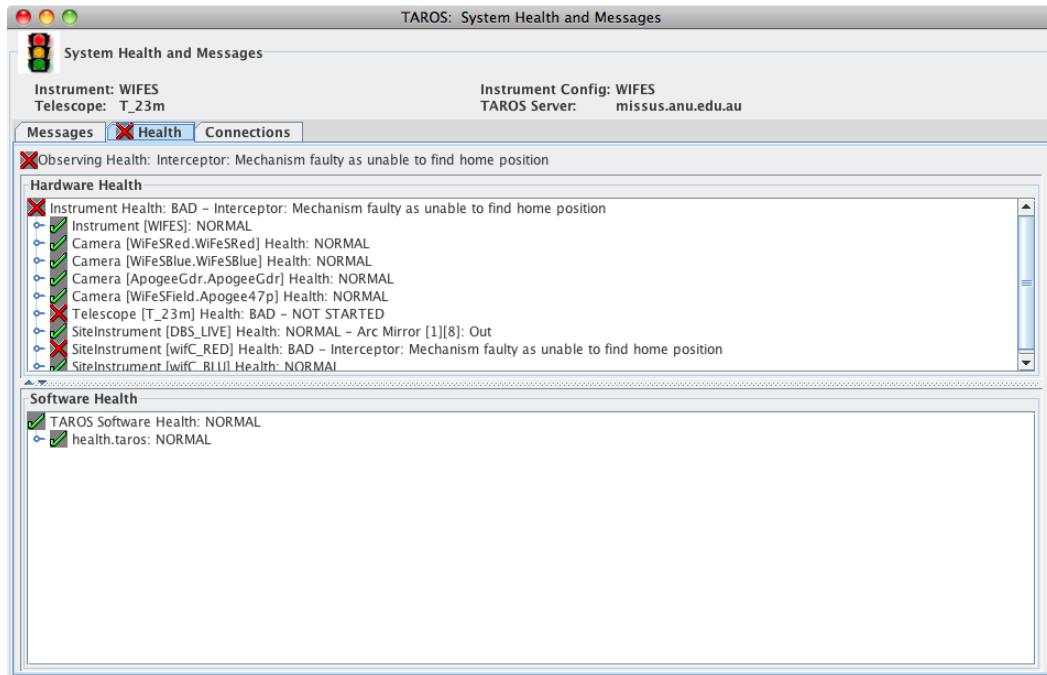 TAROS: System Health and Messages
System Health and Messages
Instrument: WIFES Instrument Config: WIFES
Telescope: T_23m TAROS Server: missus.anu.edu.au
Messages Health Connections
Observing Health: Interceptor: Mechanism faulty as unable to find home position
Hardware Health
Instrument Health: BAD – Interceptor: Mechanism faulty as unable to find home position
Instrument [WIFES]: NORMAL
Camera [WiFeSRed.WiFeSRed] Health: NORMAL
Camera [WiFeSBlue.WiFeSBlue] Health: NORMAL
Camera [ApogeeGdr.ApogeeGdr] Health: NORMAL
Camera [WiFeSField.Apogee47p] Health: NORMAL
Telescope [T_23m] Health: BAD – NOT STARTED
SiteInstrument [DBS_LIVE] Health: NORMAL – Arc Mirror [1][8]: Out
SiteInstrument [wifC_RED] Health: BAD – Interceptor: Mechanism faulty as unable to find home position
SiteInstrument [wifC_BLU] Health: NORMAL
Software Health
TAROS Software Health: NORMAL
health.taros: NORMAL